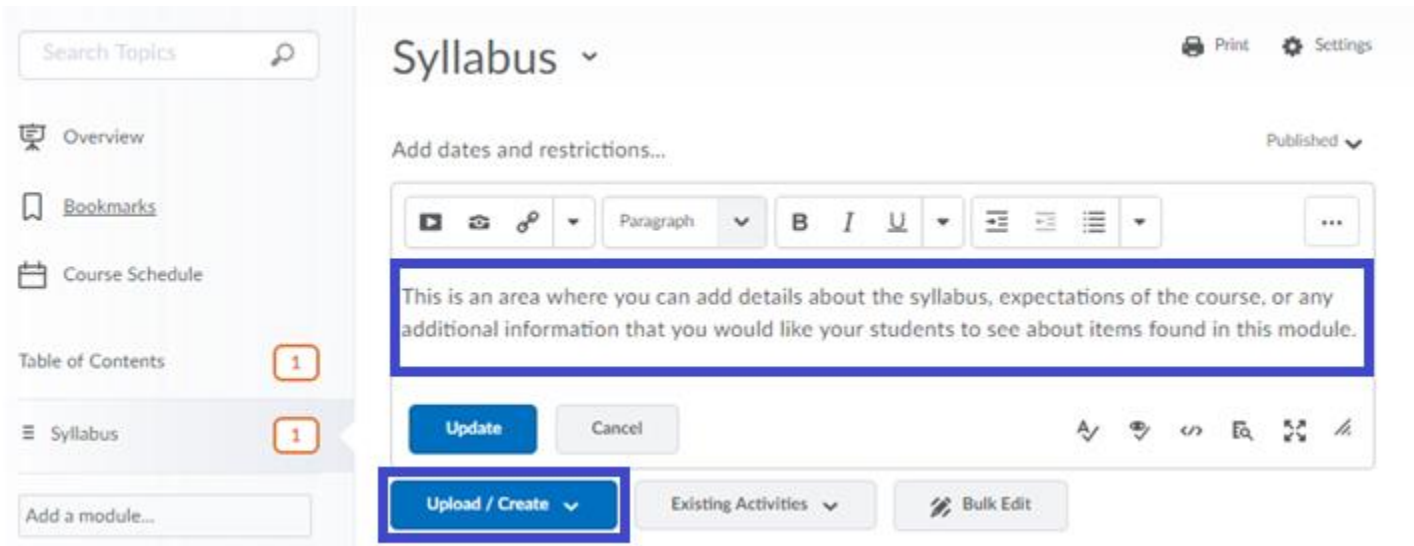 Search Topics
Overview
Bookmarks
Course Schedule
Table of Contents 1
Syllabus 1
Add a module...
Syllabus
Print Settings
Add dates and restrictions...
Published
Paragraph B I U ...
This is an area where you can add details about the syllabus, expectations of the course, or any
additional information that you would like your students to see about items found in this module.
Update Cancel
Upload / Create Existing Activities Bulk Edit